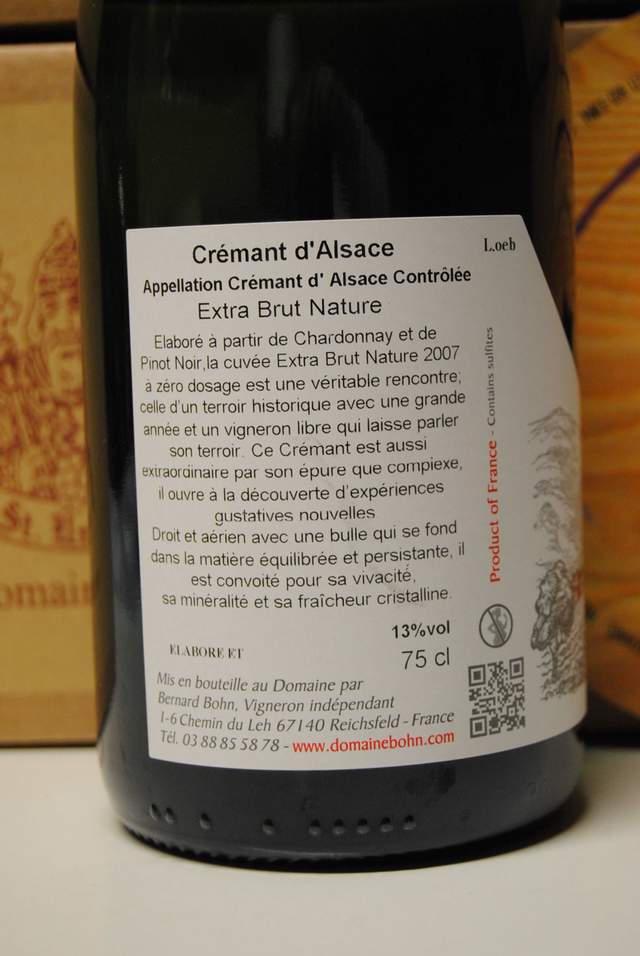 Crémant d'Alsace
L.oeb
Appellation Crémant d' Alsace Contrôlée
Extra Brut Nature
Elaboré à partir de Chardonnay et de
Pinot Noir,la cuvée Extra Brut Nature 2007
à zéro dosage est une véritable rencontre;
celle d'un terroir historique avec une grande
année et un vigneron libre qui laisse parler
son terroir. Ce Crémant est aussi
extraordinaire par son épure que complexe,
il ouvre à la découverte d'expériences
gustatives nouvelles
Droit et aérien avec une bulle qui se fond
dans la matière équilibrée et persistante, il
est convoité pour sa vivacité,
sa minéralité et sa fraîcheur cristalline.
Product of France - Contains sulfites
13%vol
ELABORE ET
75 cl
Mis en bouteille au Domaine par
Bernard Bohn, Vigneron indépendant
1-6 Chemin du Leh 67140 Reichsfeld - France
Tél. 03 88 85 58 78 - www.domainebohn.com
St.